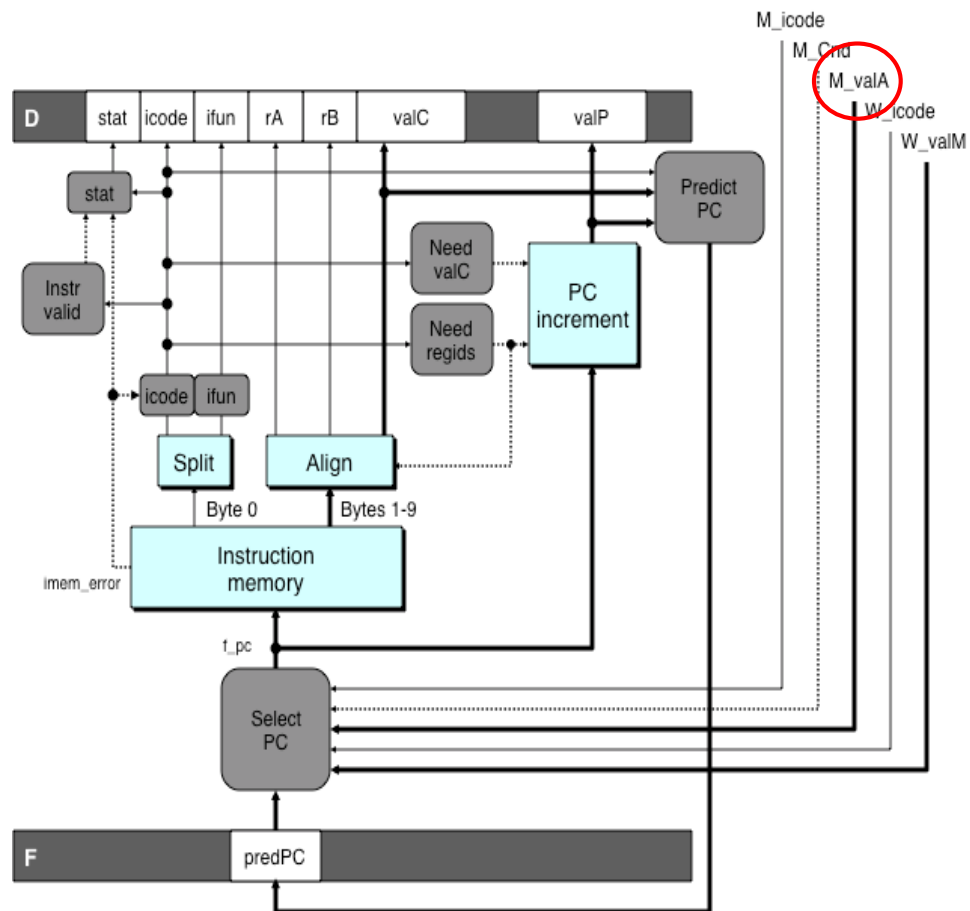 M_icode
M_Cnd
M_valA
W_icode
W_valM
D
stat
icode
ifun
rA
rB
valC
valP
stat
Predict
PC
Need
valC
Instr
valid
PC
increment
Need
regids
icode
ifun
Split
Align
Byte 0
Bytes 1-9
Instruction
memory
imem_error
f_pc
Select
PC
F
predPC